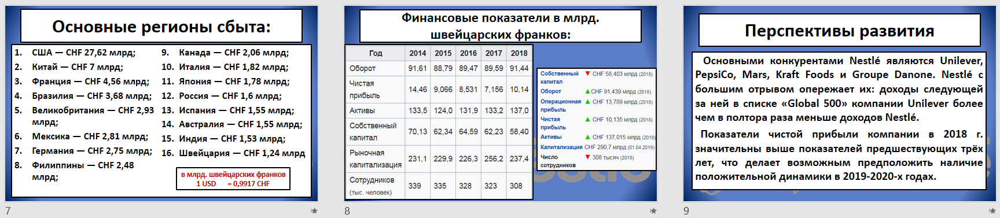 Основные регионы сбыта:
1. США — CHF 27,62 млрд;
2. Китай — CHF 7 млрд;
3. Франция — CHF 4,56 млрд;
4. Бразилия — CHF 3,68 млрд;
5. Великобритания — CHF 2,93
млрд;
6. Мексика — CHF 2,81 млрд;
7. Германия — CHF 2,75 млрд;
8. Филиппины — CHF 2,48
млрд;
9. Канада — CHF 2,06 млрд;
10. Италия — CHF 1,82 млрд;
11. Япония — CHF 1,78 млрд;
12. Россия — CHF 1,6 млрд;
13. Испания — CHF 1,55 млрд;
14. Австралия — CHF 1,55 млрд;
15. Индия — CHF 1,53 млрд;
16. Швейцария — CHF 1,24 млрд
в млрд. швейцарских франков
1 USD = 0,9917 CHF
7
Финансовые показатели в млрд.
швейцарских франков:
Год 2014 2015 2016 2017 2018
Оборот 91,61 88,79 89,47 89,59 91,44
Чистая
прибыль 14,46 9,066 8,531 7,156 10,14
Активы 133,5 124,0 131,9 133,2 137,0
Собственный
капитал 70,13 62,34 64,59 62,23 58,40
Рыночная
капитализация 231,1 229,9 226,3 256,2 237,4
Сотрудников
(тыс. человек) 339 335 328 323 308
Собственный ▼ CHF 58,403 млрд (2018)
капитал
Оборот ▲ CHF 91,439 млрд (2018)
Операционная ▲ CHF 13,789 млрд (2018)
прибыль
Чистая ▲ CHF 10,135 млрд (2018)
прибыль
Активы ▲ CHF 137,015 млрд (2018)
Капитализация CHF 290,7 млрд (01.04.2019)
Число ▼ 308 тысяч (2018)
сотрудников
8
Перспективы развития
Основными конкурентами Nestlé являются Unilever,
PepsiCo, Mars, Kraft Foods и Groupe Danone. Nestlé с
большим отрывом опережает их: доходы следующей
за ней в списке «Global 500» компании Unilever более
чем в полтора раза меньше доходов Nestlé.
Показатели чистой прибыли компании в 2018 г.
значительны выше показателей предшествующих трёх
лет, что делает возможным предположить наличие
положительной динамики в 2019-2020-х годах.
9